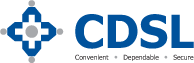 CDSL
Convenient • Dependable • Secure